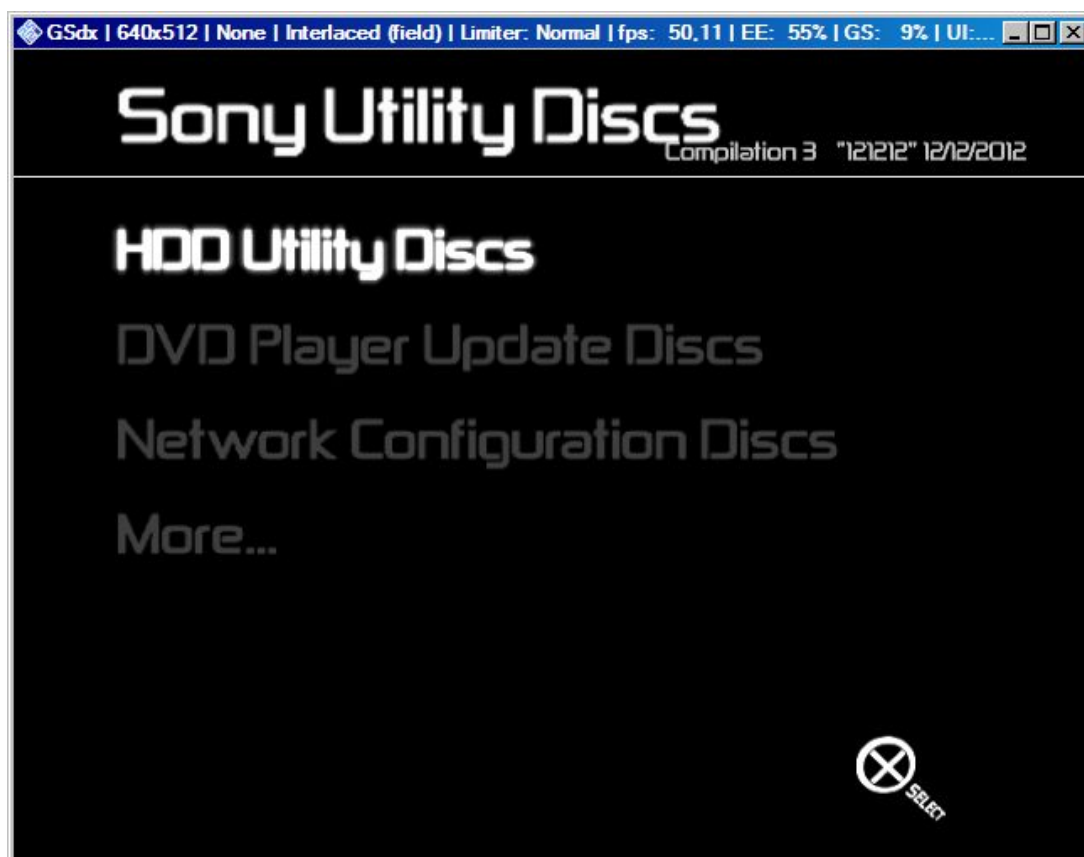 GSdx | 640x512 | None | Interlaced (field) | Limiter: Normal | fps: 50,11 | EE: 55% | GS: 9% | UI:...
Sony Utility Discs
Compilation 3 "121212" 12/12/2012
HDD Utility Discs
DVD Player Update Discs
Network Configuration Discs
More...
SELECT